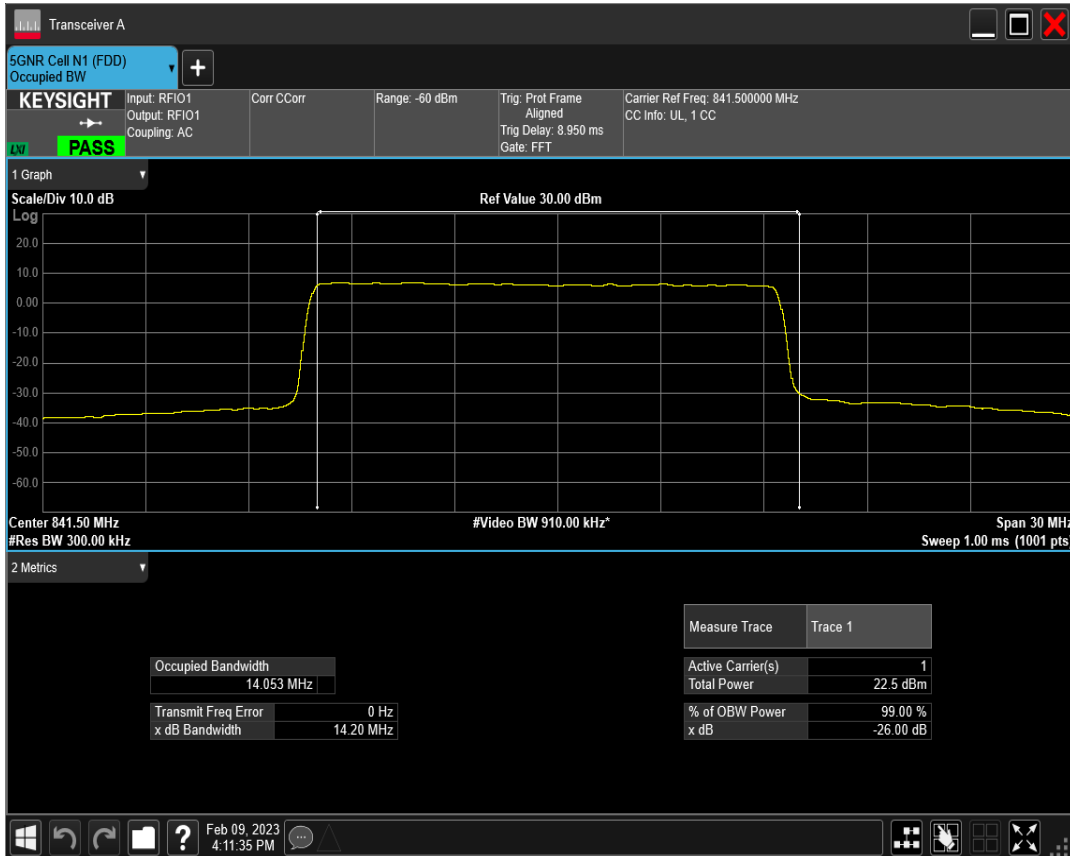 Transceiver A
5GNR Cell N1 (FDD)
Occupied BW
+
KEYSIGHT
LXI
PASS
Input: RFIO1
Output: RFIO1
Coupling: AC
Corr CCorr
Range: -60 dBm
Trig: Prot Frame
Aligned
Trig Delay: 8.950 ms
Gate: FFT
Carrier Ref Freq: 841.500000 MHz
CC Info: UL, 1 CC
1 Graph
Scale/Div 10.0 dB
Ref Value 30.00 dBm
Log
20.0
10.0
0.00
-10.0
-20.0
-30.0
-40.0
-50.0
-60.0
Center 841.50 MHz
#Video BW 910.00 kHz*
Span 30 MHz
#Res BW 300.00 kHz
Sweep 1.00 ms (1001 pts)
2 Metrics
Measure Trace Trace 1
Occupied Bandwidth
14.053 MHz
Active Carrier(s) 1
Total Power 22.5 dBm
Transmit Freq Error 0 Hz
x dB Bandwidth 14.20 MHz
% of OBW Power 99.00 %
x dB -26.00 dB
?
Feb 09, 2023
4:11:35 PM